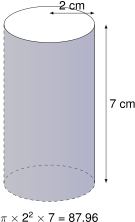 2 cm
7 cm
π × 2² × 7 = 87.96